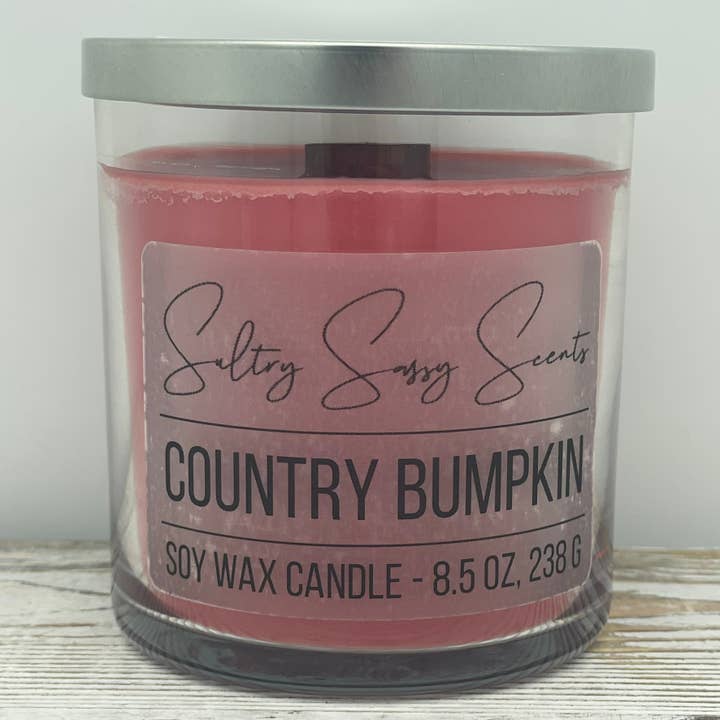 Sultry Sassy Scents
COUNTRY BUMPKIN
SOY WAX CANDLE - 8.5 OZ, 238 G